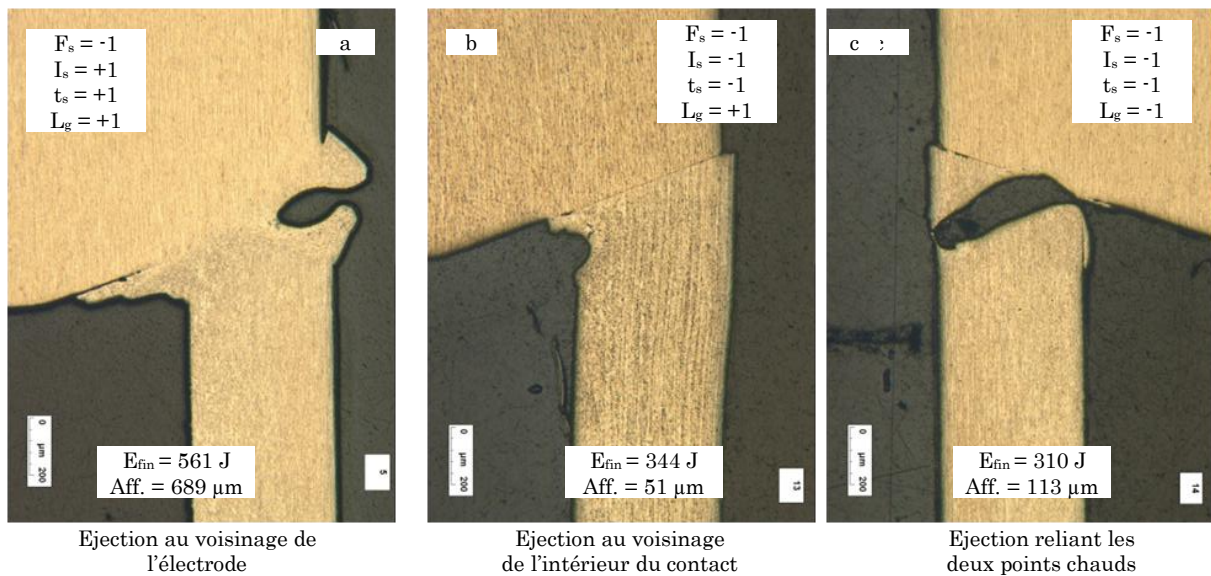 Fs = -1
Is = +1
ts = +1
Lg = +1
a
0 µm 200
5
Efin = 561 J
Aff. = 689 µm
Ejection au voisinage de
l'électrode
b
Fs = -1
Is = -1
ts = -1
Lg = +1
0 µm 200
13
Efin = 344 J
Aff. = 51 µm
Ejection au voisinage
de l'intérieur du contact
c
Fs = -1
Is = -1
ts = -1
Lg = -1
0 µm 200
14
Efin = 310 J
Aff. = 113 µm
Ejection reliant les
deux points chauds